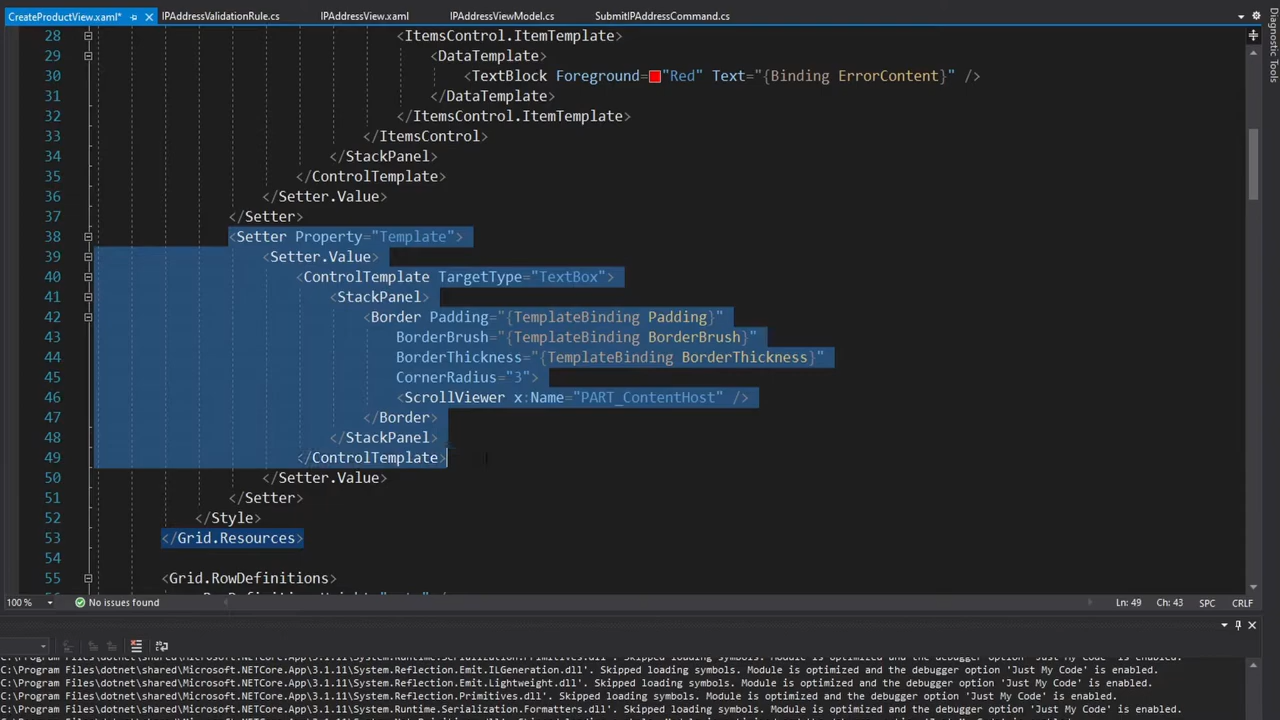 CreateProductView.xaml* IPAddressValidationRule.cs IPAddressView.xaml IPAddressViewModel.cs SubmitIPAddressCommand.cs
Diagnostic Tools
28 <ItemsControl.ItemTemplate>
29 <DataTemplate>
30 <TextBlock Foreground="Red" Text="{Binding ErrorContent}" />
31 </DataTemplate>
32 </ItemsControl.ItemTemplate>
33 </ItemsControl>
34 </StackPanel>
35 </ControlTemplate>
36 </Setter.Value>
37 </Setter>
38 <Setter Property="Template">
39 <Setter.Value>
40 <ControlTemplate TargetType="TextBox">
41 <StackPanel>
42 <Border Padding="{TemplateBinding Padding}"
43 BorderBrush="{TemplateBinding BorderBrush}"
44 BorderThickness="{TemplateBinding BorderThickness}"
45 CornerRadius="3">
46 <ScrollViewer x:Name="PART_ContentHost" />
47 </Border>
48 </StackPanel>
49 </ControlTemplate>
50 </Setter.Value>
51 </Setter>
52 </Style>
53 </Grid.Resources>
54
55 <Grid.RowDefinitions>
100 % No issues found Ln: 49 Ch: 43 SPC CRLF
C:\Program Files\dotnet\shared\Microsoft.NETCore.App\3.1.11\System.Reflection.Emit.ILGeneration.dll'. Skipped loading symbols. Module is optimized and the debugger option 'Just My Code' is enabled.
C:\Program Files\dotnet\shared\Microsoft.NETCore.App\3.1.11\System.Reflection.Emit.Lightweight.dll'. Skipped loading symbols. Module is optimized and the debugger option 'Just My Code' is enabled.
C:\Program Files\dotnet\shared\Microsoft.NETCore.App\3.1.11\System.Reflection.Primitives.dll'. Skipped loading symbols. Module is optimized and the debugger option 'Just My Code' is enabled.
C:\Program Files\dotnet\shared\Microsoft.NETCore.App\3.1.11\System.Runtime.Serialization.Formatters.dll'. Skipped loading symbols. Module is optimized and the debugger option 'Just My Code' is enabled.